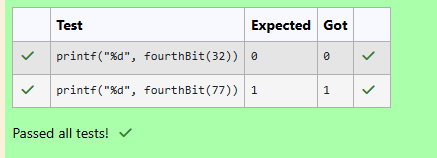 Test Expected Got
printf("%d", fourthBit(32)) 0 0
printf("%d", fourthBit(77)) 1 1
Passed all tests!